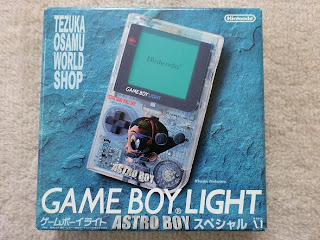 Nintendo
TEZUKA
OSAMU
WORLD
SHOP
Nintendo
GAME BOY LIGHT
ASTRO BOY
GAME BOY LIGHT
ゲームボーイライト ASTRO BOY スペシャル